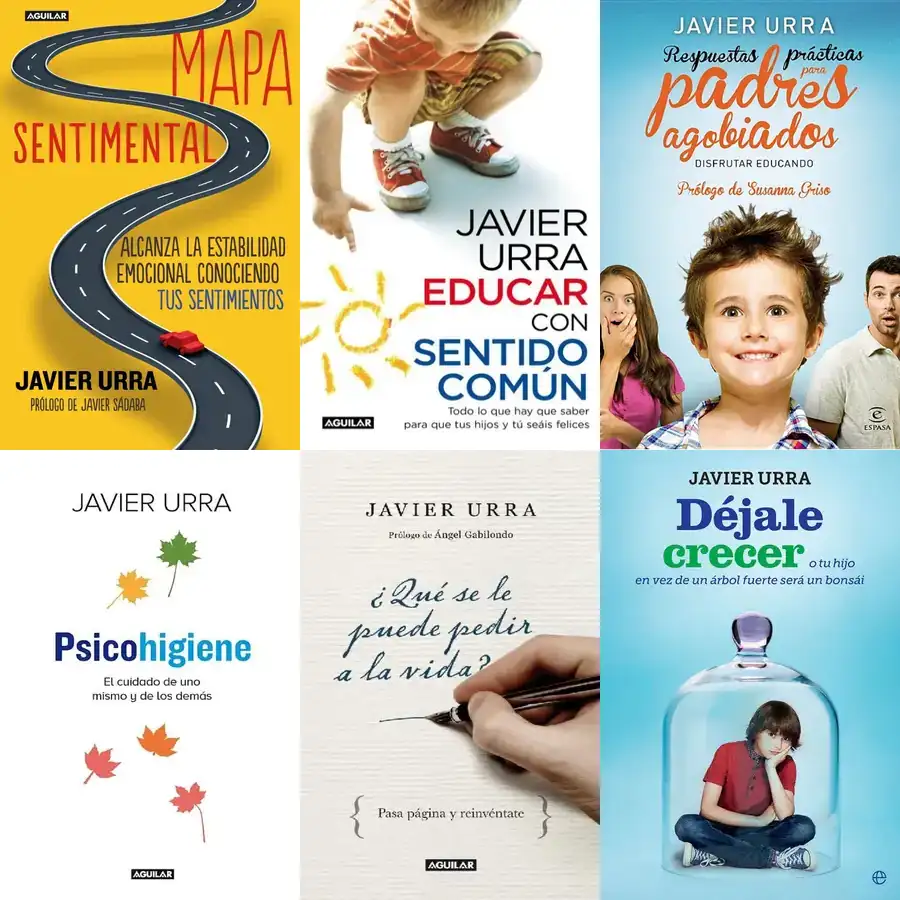 AGUILAR
MAPA
SENTIMENTAL
ALCANZA LA ESTABILIDAD
EMOCIONAL CONOCIENDO
TUS SENTIMIENTOS
JAVIER URRA
PRÓLOGO DE JAVIER SÁDABA
JAVIER
URRA
EDUCAR
CON
SENTIDO
COMÚN
Todo lo que hay que saber
para que tus hijos y tú seáis felices
AGUILAR
JAVIER URRA
Respuestas prácticas
para
padres
agobiados
DISFRUTAR EDUCANDO
Prólogo de Susanna Griso
e
ESPASA
JAVIER URRA
Psicohigiene
El cuidado de uno
mismo y de los demás
AGUILAR
JAVIER URRA
Prólogo de Ángel Gabilondo
¿Qué se le
puede pedir
a la vida?
{ Pasa página y reinvéntate }
AGUILAR
JAVIER URRA
Déjale
crecer o tu hijo
en vez de un árbol fuerte será un bonsái
e